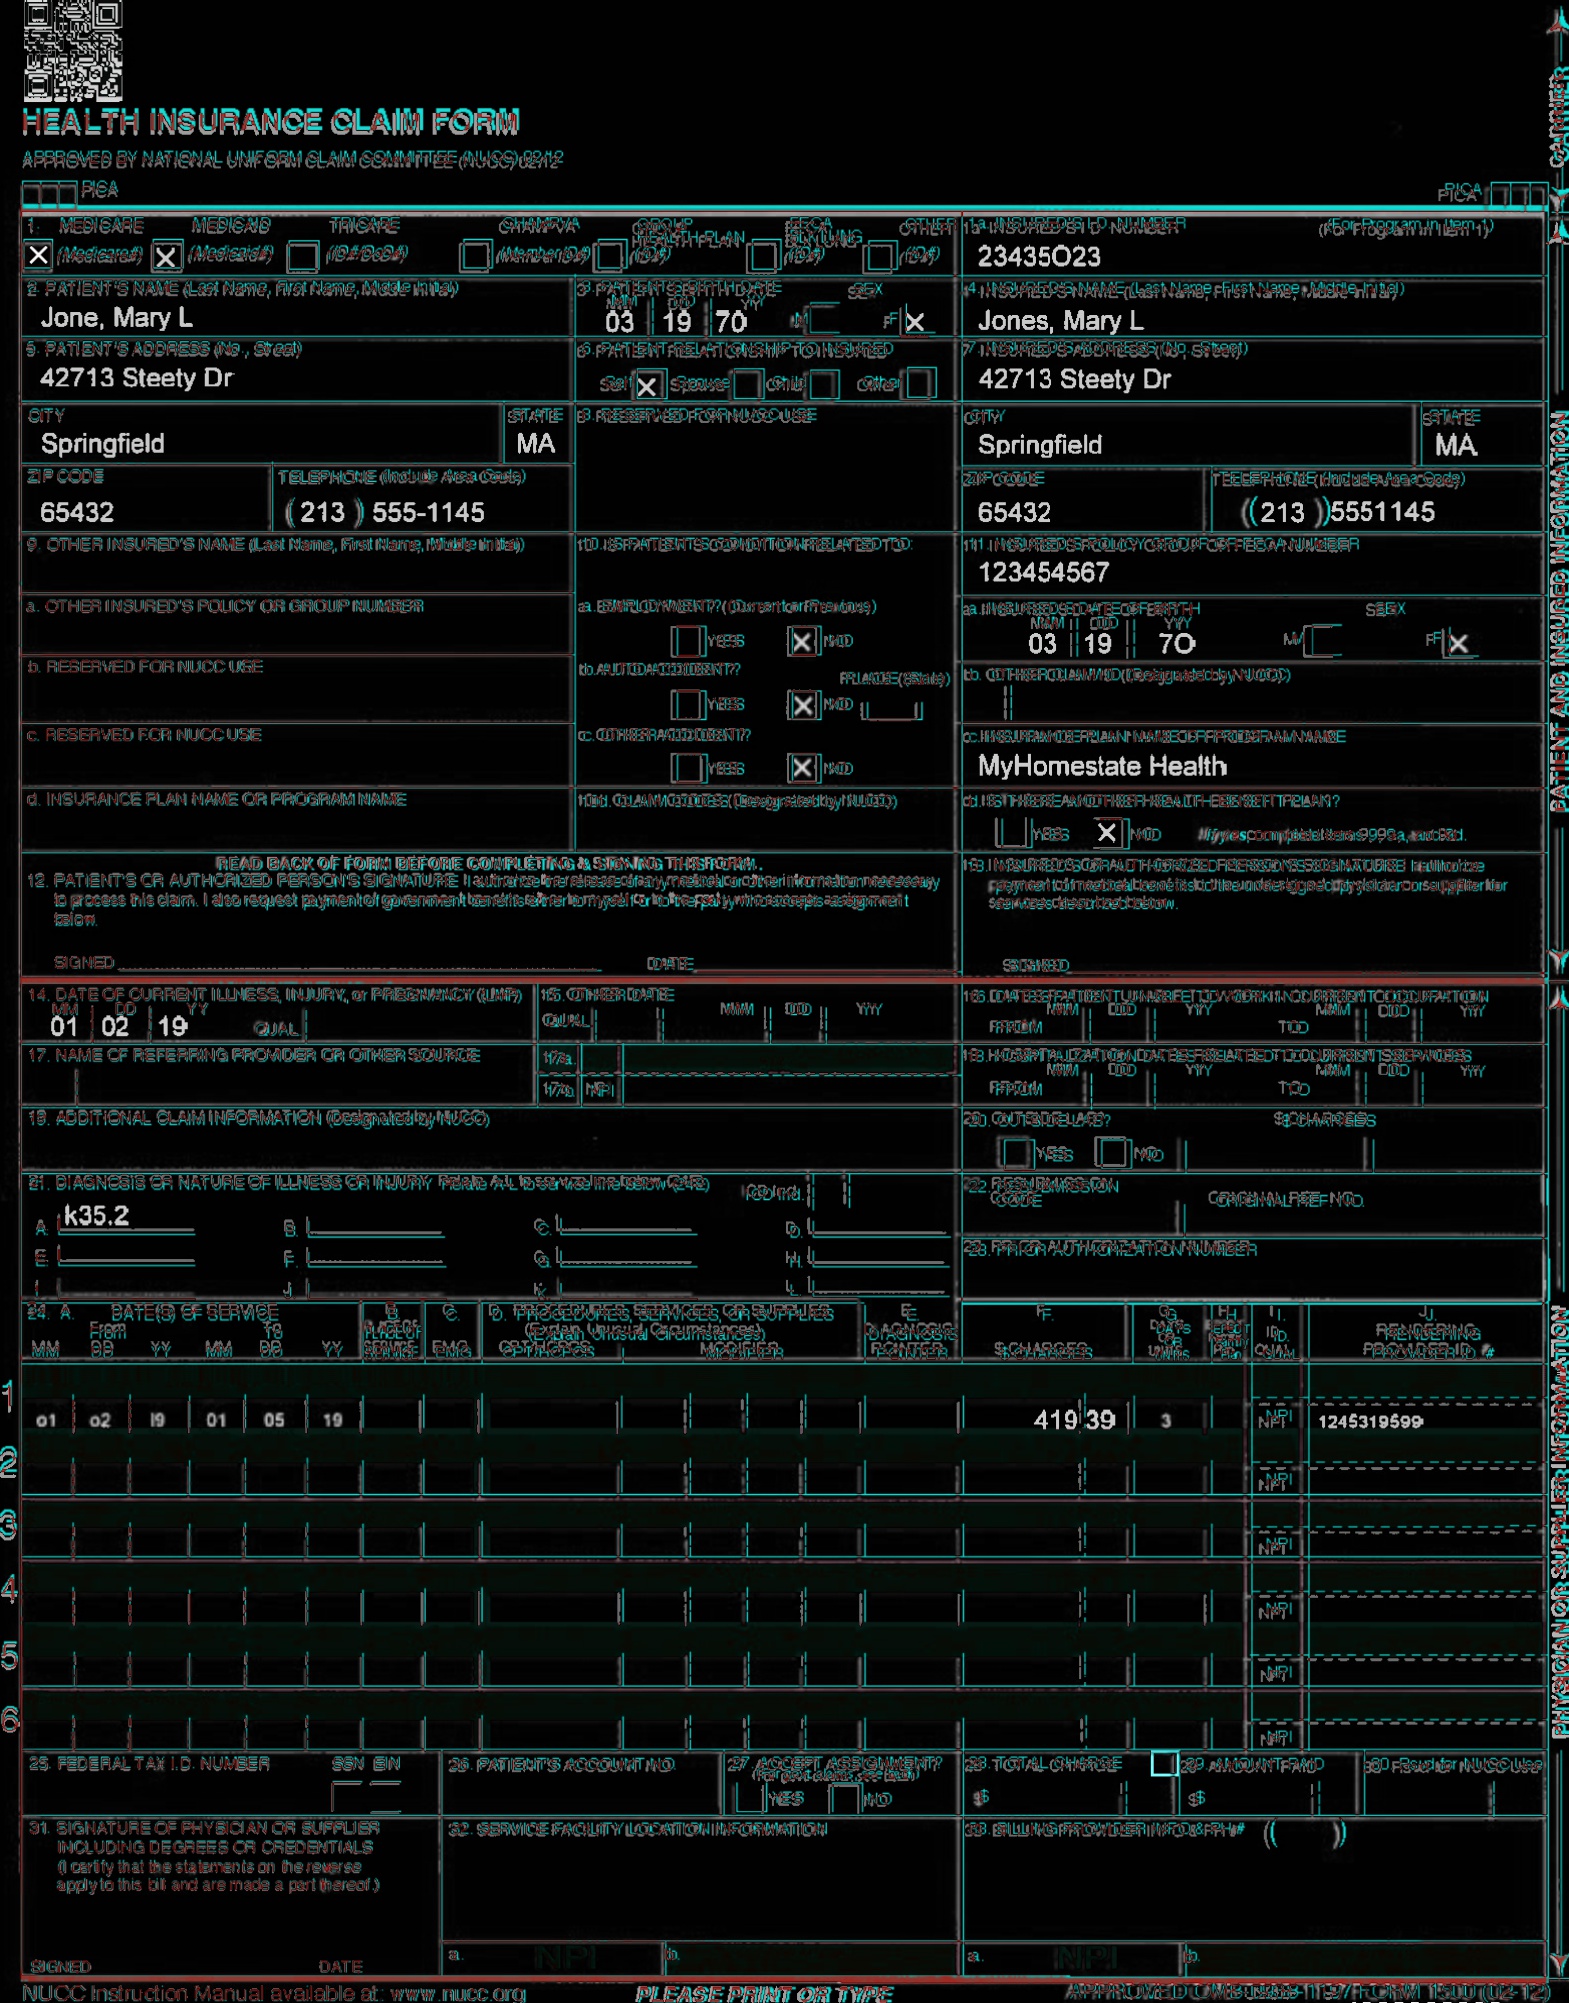 HEALTH INSURANCE CLAIM FORM
APPROVED BY NATIONAL UNIFORM CLAIM COMMITTEE (NUCC) 02/12
PICA
PICA
CARRIER
1. MEDICARE MEDICAID TRICARE CHAMPVA GROUP HEALTH PLAN FECA BLK LUNG OTHER
X (Medicare#) X (Medicaid#) (ID#/DoD#) (Member ID#) (ID#) (ID#) (ID#)
1a. INSURED'S I.D. NUMBER (For Program in Item 1)
23435O23
2. PATIENT'S NAME (Last Name, First Name, Middle Initial)
Jone, Mary L
3. PATIENT'S BIRTH DATE SEX
MM DD YY
03 19 70 M F X
4. INSURED'S NAME (Last Name, First Name, Middle Initial)
Jones, Mary L
5. PATIENT'S ADDRESS (No., Street)
42713 Steety Dr
6. PATIENT RELATIONSHIP TO INSURED
Self X Spouse Child Other
7. INSURED'S ADDRESS (No., Street)
42713 Steety Dr
CITY STATE
Springfield MA
8. RESERVED FOR NUCC USE
CITY STATE
Springfield MA
ZIP CODE TELEPHONE (Include Area Code)
65432 (213) 555-1145
ZIP CODE TELEPHONE (Include Area Code)
65432 (213) 5551145
PATIENT AND INSURED INFORMATION
9. OTHER INSURED'S NAME (Last Name, First Name, Middle Initial)
10. IS PATIENT'S CONDITION RELATED TO:
11. INSURED'S POLICY GROUP OR FECA NUMBER
123454567
a. OTHER INSURED'S POLICY OR GROUP NUMBER
a. EMPLOYMENT? (Current or Previous)
YES X NO
a. INSURED'S DATE OF BIRTH SEX
MM DD YY
03 19 7O M F X
b. RESERVED FOR NUCC USE
b. AUTO ACCIDENT? PLACE (State)
YES X NO
b. OTHER CLAIM ID (Designated by NUCC)
c. RESERVED FOR NUCC USE
c. OTHER ACCIDENT?
YES X NO
c. INSURANCE PLAN NAME OR PROGRAM NAME
MyHomestate Health
d. INSURANCE PLAN NAME OR PROGRAM NAME
10d. CLAIM CODES (Designated by NUCC)
d. IS THERE ANOTHER HEALTH BENEFIT PLAN?
YES X NO If yes, complete items 9, 9a, and 9d.
READ BACK OF FORM BEFORE COMPLETING & SIGNING THIS FORM.
12. PATIENT'S OR AUTHORIZED PERSON'S SIGNATURE I authorize the release of any medical or other information necessary
to process this claim. I also request payment of government benefits either to myself or to the party who accepts assignment
below.
SIGNED DATE
13. INSURED'S OR AUTHORIZED PERSON'S SIGNATURE I authorize
payment of medical benefits to the undersigned physician or supplier for
services described below.
SIGNED
14. DATE OF CURRENT ILLNESS, INJURY, or PREGNANCY (LMP)
MM DD YY
01 02 19 QUAL
15. OTHER DATE
QUAL MM DD YY
16. DATES PATIENT UNABLE TO WORK IN CURRENT OCCUPATION
MM DD YY MM DD YY
FROM TO
17. NAME OF REFERRING PROVIDER OR OTHER SOURCE
17a.
17b. NPI
18. HOSPITALIZATION DATES RELATED TO CURRENT SERVICES
MM DD YY MM DD YY
FROM TO
19. ADDITIONAL CLAIM INFORMATION (Designated by NUCC)
20. OUTSIDE LAB? $ CHARGES
YES NO
21. DIAGNOSIS OR NATURE OF ILLNESS OR INJURY Relate A-L to service line below (24E) ICD Ind.
A. k35.2 B. C. D.
E. F. G. H.
I. J. K. L.
22. RESUBMISSION CODE ORIGINAL REF. NO.
23. PRIOR AUTHORIZATION NUMBER
24. A. DATE(S) OF SERVICE B. C. D. PROCEDURES, SERVICES, OR SUPPLIES E. F. G. H. I. J.
From To PLACE OF (Explain Unusual Circumstances) DIAGNOSIS DAYS OR ID. RENDERING
MM DD YY MM DD YY SERVICE EMG CPT/HCPCS MODIFIER POINTER $ CHARGES UNITS QUAL. PROVIDER ID. #
1 o1 o2 I9 01 05 19 419 39 3 NPI 1245319599
2 NPI
3 NPI
4 NPI
5 NPI
6 NPI
PHYSICIAN OR SUPPLIER INFORMATION
25. FEDERAL TAX I.D. NUMBER SSN EIN
26. PATIENT'S ACCOUNT NO.
27. ACCEPT ASSIGNMENT?
(For govt. claims, see back)
YES NO
28. TOTAL CHARGE
$
29. AMOUNT PAID
$
30. Rsvd for NUCC Use
31. SIGNATURE OF PHYSICIAN OR SUPPLIER
INCLUDING DEGREES OR CREDENTIALS
(I certify that the statements on the reverse
apply to this bill and are made a part thereof.)
SIGNED DATE
32. SERVICE FACILITY LOCATION INFORMATION
a. NPI b.
33. BILLING PROVIDER INFO & PH # ( )
a. NPI b.
NUCC Instruction Manual available at: www.nucc.org
PLEASE PRINT OR TYPE
APPROVED OMB-0938-1197 FORM 1500 (02-12)